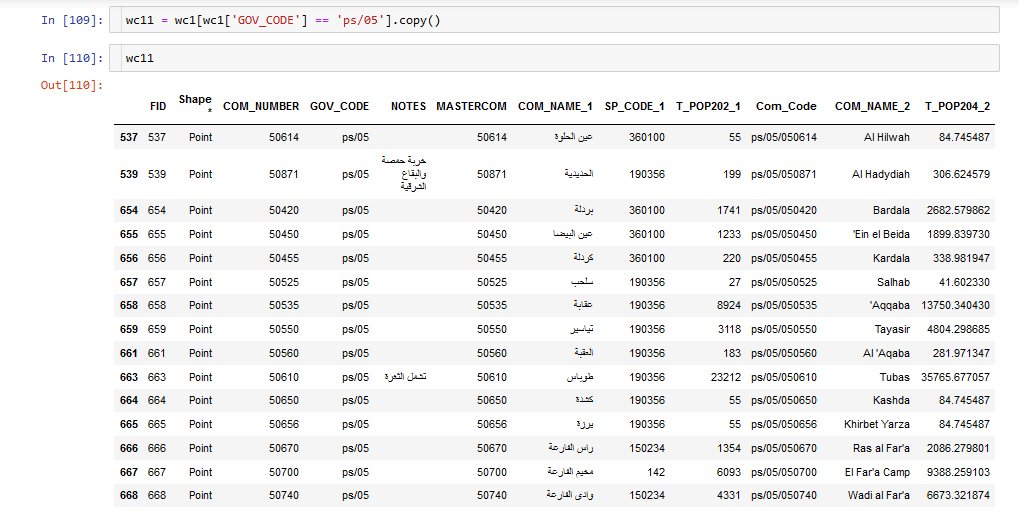 In [109]: wc11 = wc1[wc1['GOV_CODE'] == 'ps/05'].copy()
In [110]: wc11
Out[110]:
FID Shape * COM_NUMBER GOV_CODE NOTES MASTERCOM COM_NAME_1 SP_CODE_1 T_POP202_1 Com_Code COM_NAME_2 T_POP204_2
537 537 Point 50614 ps/05 50614 عين الحلوة 360100 55 ps/05/050614 Al Hilwah 84.745487
539 539 Point 50871 ps/05 خربة حمصة والبقاع الشرقية 50871 الحديدية 190356 199 ps/05/050871 Al Hadydiah 306.624579
654 654 Point 50420 ps/05 50420 بردلة 360100 1741 ps/05/050420 Bardala 2682.579862
655 655 Point 50450 ps/05 50450 عين البيضا 360100 1233 ps/05/050450 'Ein el Beida 1899.839730
656 656 Point 50455 ps/05 50455 كردلة 360100 220 ps/05/050455 Kardala 338.981947
657 657 Point 50525 ps/05 50525 سلحب 190356 27 ps/05/050525 Salhab 41.602330
658 658 Point 50535 ps/05 50535 عقابة 190356 8924 ps/05/050535 'Aqqaba 13750.340430
659 659 Point 50550 ps/05 50550 تياسير 190356 3118 ps/05/050550 Tayasir 4804.298685
661 661 Point 50560 ps/05 50560 العقبة 190356 183 ps/05/050560 Al 'Aqaba 281.971347
663 663 Point 50610 ps/05 تشمل الثغرة 50610 طوباس 190356 23212 ps/05/050610 Tubas 35765.677057
664 664 Point 50650 ps/05 50650 كشدة 190356 55 ps/05/050650 Kashda 84.745487
665 665 Point 50656 ps/05 50656 يرزة 190356 55 ps/05/050656 Khirbet Yarza 84.745487
666 666 Point 50670 ps/05 50670 راس الفارعة 150234 1354 ps/05/050670 Ras al Far'a 2086.279801
667 667 Point 50700 ps/05 50700 مخيم الفارعة 142 6093 ps/05/050700 El Far'a Camp 9388.259103
668 668 Point 50740 ps/05 50740 وادي الفارعة 150234 4331 ps/05/050740 Wadi al Far'a 6673.321874